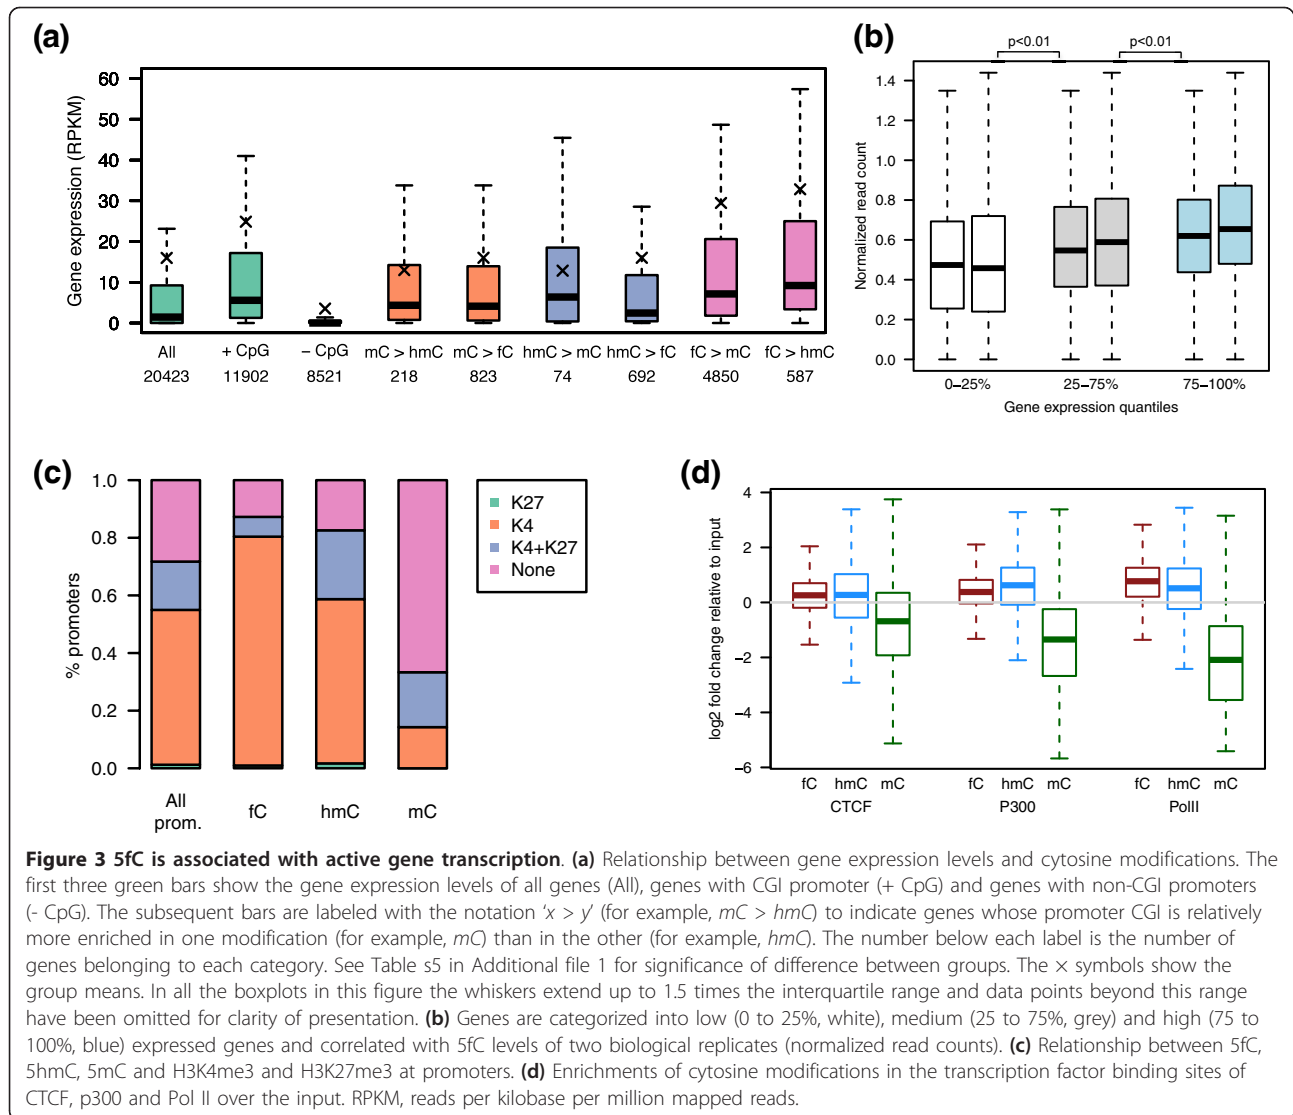 (a)
Gene expression (RPKM)
60
50
40
30
20
10
0
All + CpG − CpG mC > hmC mC > fC hmC > mC hmC > fC fC > mC fC > hmC
20423 11902 8521 218 823 74 692 4850 587
(b)
p<0.01 p<0.01
Normalized read count
1.4
1.2
1.0
0.8
0.6
0.4
0.2
0.0
0−25% 25−75% 75−100%
Gene expression quantiles
(c)
% promoters
1.0
0.8
0.6
0.4
0.2
0.0
All prom. fC hmC mC
K27
K4
K4+K27
None
(d)
log2 fold change relative to input
4
2
0
−2
−4
−6
fC hmC mC fC hmC mC fC hmC mC
CTCF P300 PolII
Figure 3 5fC is associated with active gene transcription. (a) Relationship between gene expression levels and cytosine modifications. The
first three green bars show the gene expression levels of all genes (All), genes with CGI promoter (+ CpG) and genes with non-CGI promoters
(- CpG). The subsequent bars are labeled with the notation ‘x > y’ (for example, mC > hmC) to indicate genes whose promoter CGI is relatively
more enriched in one modification (for example, mC) than in the other (for example, hmC). The number below each label is the number of
genes belonging to each category. See Table s5 in Additional file 1 for significance of difference between groups. The × symbols show the
group means. In all the boxplots in this figure the whiskers extend up to 1.5 times the interquartile range and data points beyond this range
have been omitted for clarity of presentation. (b) Genes are categorized into low (0 to 25%, white), medium (25 to 75%, grey) and high (75 to
100%, blue) expressed genes and correlated with 5fC levels of two biological replicates (normalized read counts). (c) Relationship between 5fC,
5hmC, 5mC and H3K4me3 and H3K27me3 at promoters. (d) Enrichments of cytosine modifications in the transcription factor binding sites of
CTCF, p300 and Pol II over the input. RPKM, reads per kilobase per million mapped reads.